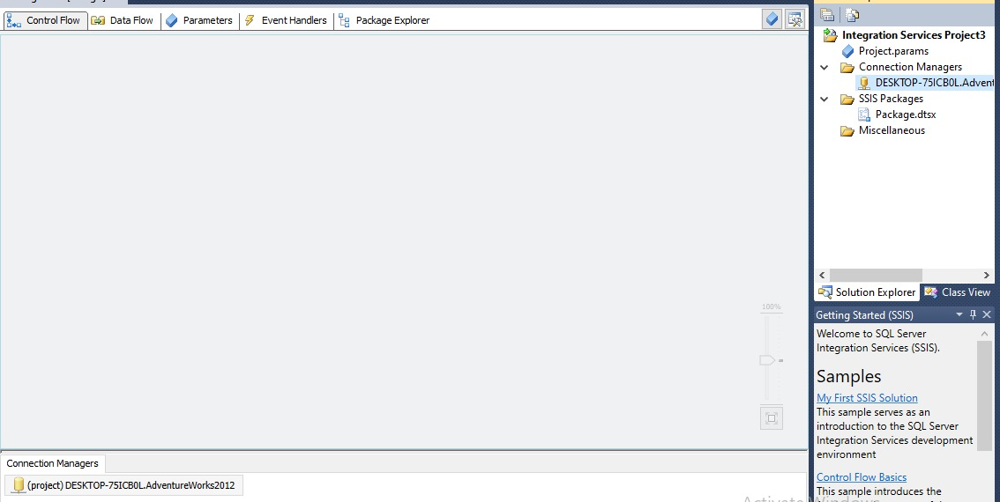 Control Flow
Data Flow
Parameters
Event Handlers
Package Explorer
100%
Connection Managers
(project) DESKTOP-75ICB0L.AdventureWorks2012
Integration Services Project3
Project.params
Connection Managers
DESKTOP-75ICB0L.Advent
SSIS Packages
Package.dtsx
Miscellaneous
Solution Explorer
Class View
Getting Started (SSIS)
Welcome to SQL Server
Integration Services (SSIS).
Samples
My First SSIS Solution
This sample serves as an
introduction to the SQL Server
Integration Services development
environment
Control Flow Basics
This sample introduces the
Activate Windows